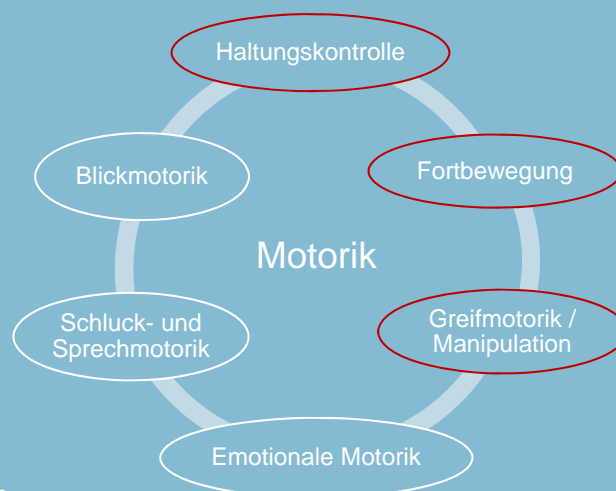 Haltungskontrolle
Blickmotorik
Fortbewegung
Motorik
Schluck- und
Sprechmotorik
Greifmotorik /
Manipulation
Emotionale Motorik